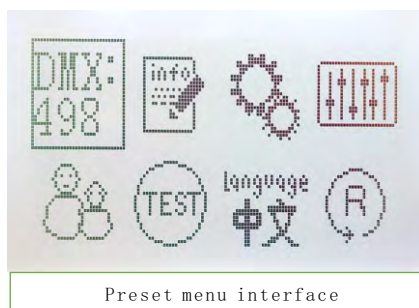 DMX:
498
info
TEST
language
中文
R
Preset menu interface